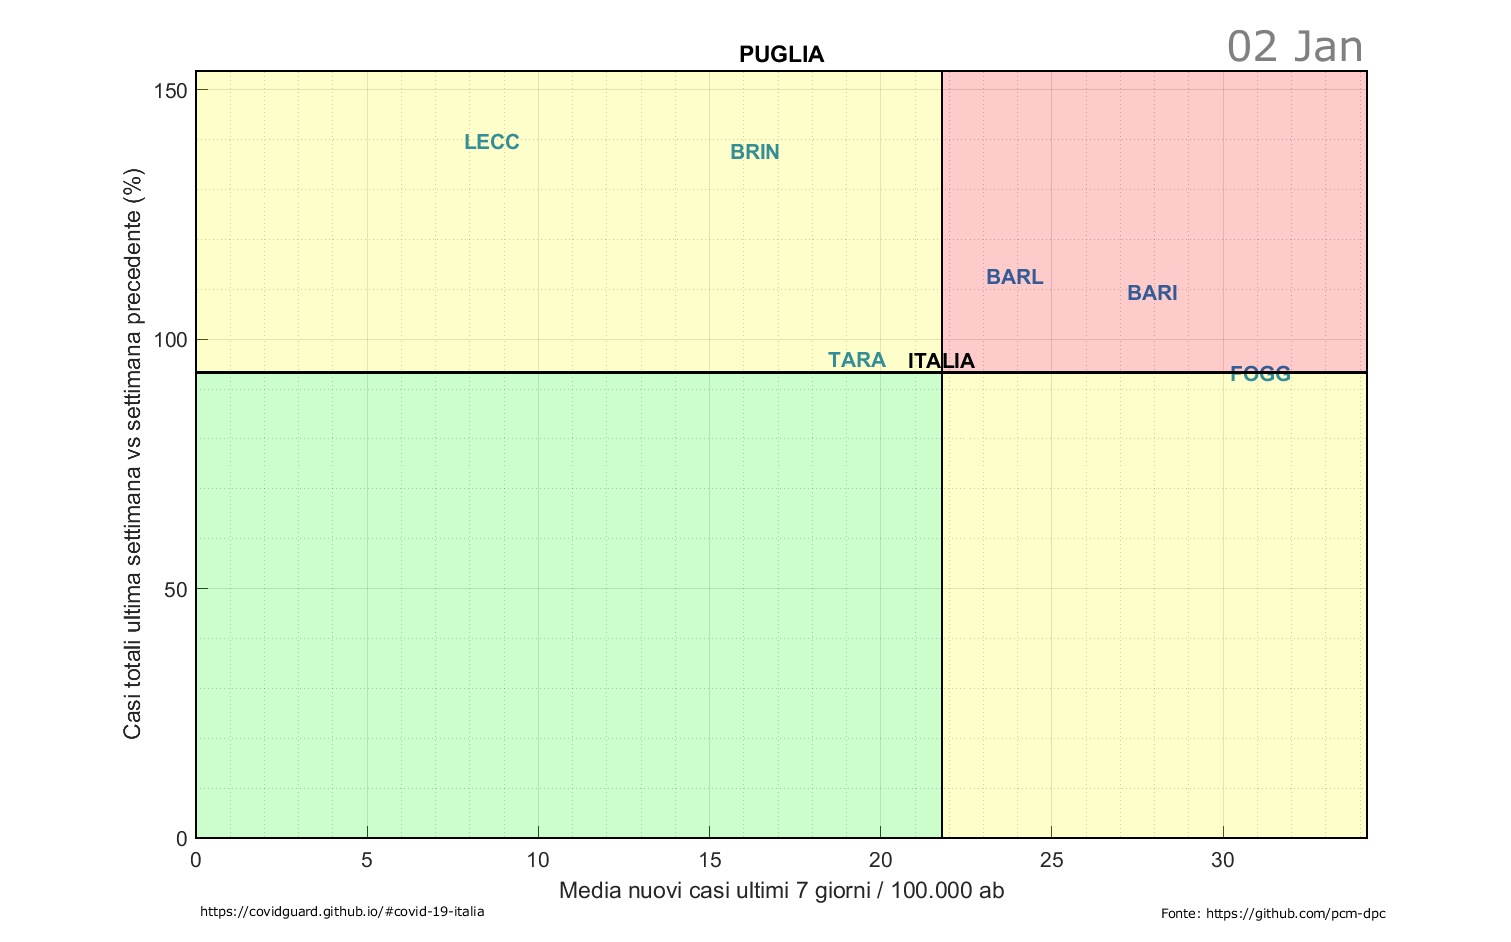 02 Jan
PUGLIA
150
100
50
0
Casi totali ultima settimana vs settimana precedente (%)
LECC
BRIN
BARL
BARI
TARA
ITALIA
FOGG
0
5
10
15
20
25
30
Media nuovi casi ultimi 7 giorni / 100.000 ab
https://covidguard.github.io/#covid-19-italia
Fonte: https://github.com/pcm-dpc